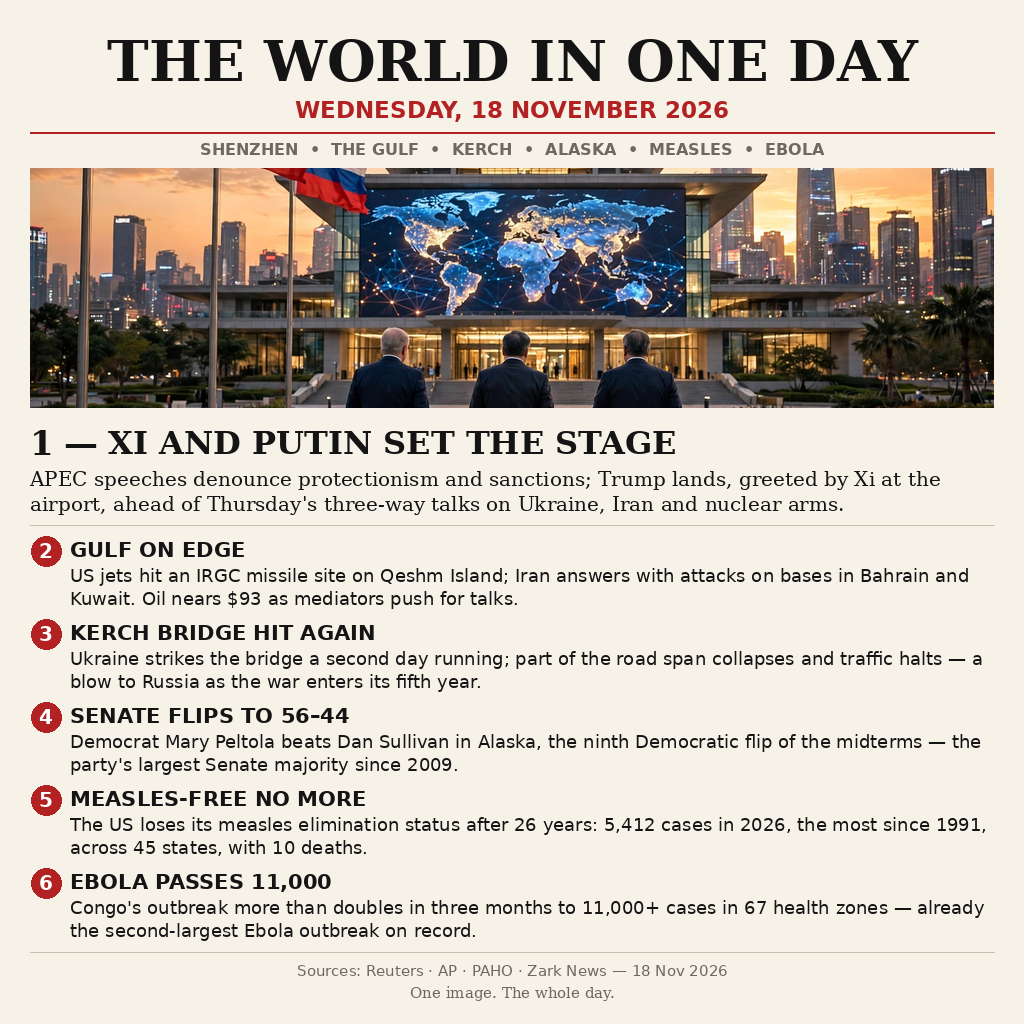 THE WORLD IN ONE DAY
WEDNESDAY, 18 NOVEMBER 2026
SHENZHEN • THE GULF • KERCH • ALASKA • MEASLES • EBOLA
1 — XI AND PUTIN SET THE STAGE
APEC speeches denounce protectionism and sanctions; Trump lands, greeted by Xi at the
airport, ahead of Thursday's three-way talks on Ukraine, Iran and nuclear arms.
2 GULF ON EDGE
US jets hit an IRGC missile site on Qeshm Island; Iran answers with attacks on bases in Bahrain and
Kuwait. Oil nears $93 as mediators push for talks.
3 KERCH BRIDGE HIT AGAIN
Ukraine strikes the bridge a second day running; part of the road span collapses and traffic halts — a
blow to Russia as the war enters its fifth year.
4 SENATE FLIPS TO 56–44
Democrat Mary Peltola beats Dan Sullivan in Alaska, the ninth Democratic flip of the midterms — the
party's largest Senate majority since 2009.
5 MEASLES-FREE NO MORE
The US loses its measles elimination status after 26 years: 5,412 cases in 2026, the most since 1991,
across 45 states, with 10 deaths.
6 EBOLA PASSES 11,000
Congo's outbreak more than doubles in three months to 11,000+ cases in 67 health zones — already
the second-largest Ebola outbreak on record.
Sources: Reuters · AP · PAHO · Zark News — 18 Nov 2026
One image. The whole day.